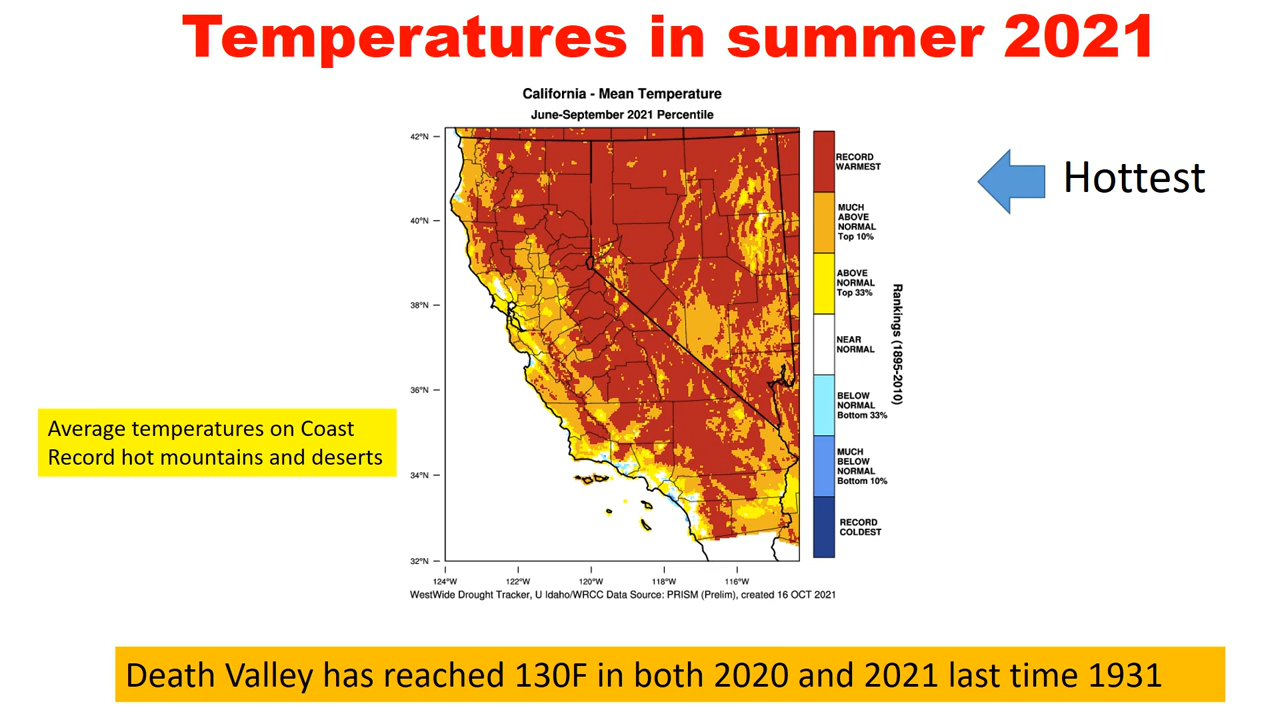 Temperatures in summer 2021
California - Mean Temperature
June-September 2021 Percentile
42°N
40°N
38°N
36°N
34°N
32°N
124°W
122°W
120°W
118°W
116°W
RECORD
WARMEST
MUCH
ABOVE
NORMAL
Top 10%
ABOVE
NORMAL
Top 33%
NEAR
NORMAL
BELOW
NORMAL
Bottom 33%
MUCH
BELOW
NORMAL
Bottom 10%
RECORD
COLDEST
Rankings (1895-2010)
Hottest
Average temperatures on Coast
Record hot mountains and deserts
WestWide Drought Tracker, U Idaho/WRCC Data Source: PRISM (Prelim), created 16 OCT 2021
Death Valley has reached 130F in both 2020 and 2021 last time 1931